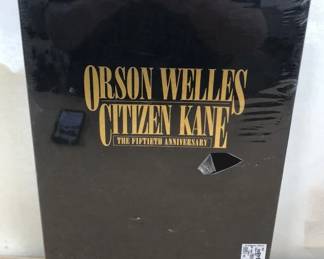 ORSON WELLES
CITIZEN KANE
THE FIFTIETH ANNIVERSARY